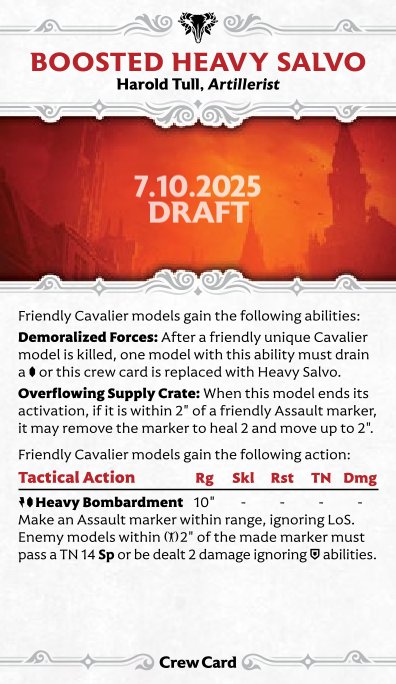 BOOSTED HEAVY SALVO
Harold Tull, Artillerist
7.10.2025
DRAFT
Friendly Cavalier models gain the following abilities:
Demoralized Forces: After a friendly unique Cavalier
model is killed, one model with this ability must drain
a or this crew card is replaced with Heavy Salvo.
Overflowing Supply Crate: When this model ends its
activation, if it is within 2" of a friendly Assault marker,
it may remove the marker to heal 2 and move up to 2".
Friendly Cavalier models gain the following action:
Tactical Action Rg Skl Rst TN Dmg
Heavy Bombardment 10" - - - -
Make an Assault marker within range, ignoring LoS.
Enemy models within 2" of the made marker must
pass a TN 14 Sp or be dealt 2 damage ignoring abilities.
Crew Card